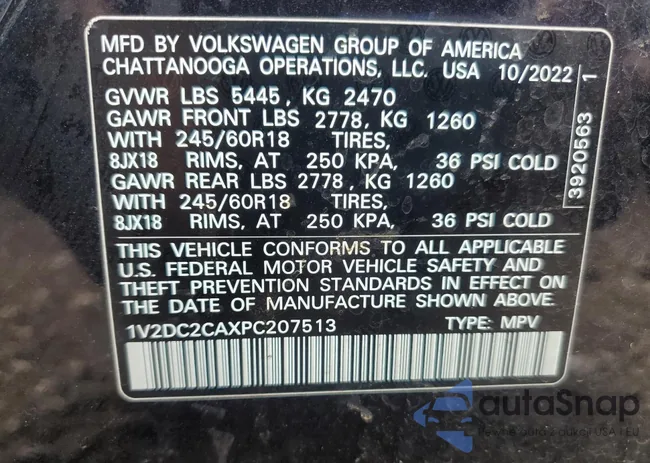 MFD BY VOLKSWAGEN GROUP OF AMERICA
CHATTANOOGA OPERATIONS, LLC. USA 10/2022
GVWR LBS 5445, KG 2470
GAWR FRONT LBS 2778, KG 1260
WITH 245/60R18 TIRES,
8JX18 RIMS, AT 250 KPA, 36 PSI COLD
GAWR REAR LBS 2778, KG 1260
WITH 245/60R18 TIRES,
8JX18 RIMS, AT 250 KPA, 36 PSI COLD
THIS VEHICLE CONFORMS TO ALL APPLICABLE
U.S. FEDERAL MOTOR VEHICLE SAFETY AND
THEFT PREVENTION STANDARDS IN EFFECT ON
THE DATE OF MANUFACTURE SHOWN ABOVE.
1V2DC2CAXPC207513 TYPE: MPV
3920563 1
autoSnap